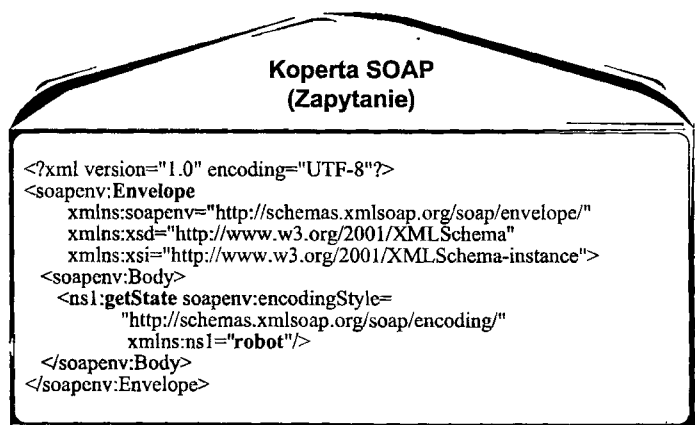 Koperta SOAP
(Zapytanie)
<?xml version="1.0" encoding="UTF-8"?>
<soapenv:Envelope
xmlns:soapenv="http://schemas.xmlsoap.org/soap/envelope/"
xmlns:xsd="http://www.w3.org/2001/XMLSchema"
xmlns:xsi="http://www.w3.org/2001/XMLSchema-instance">
<soapenv:Body>
<ns1:getState soapenv:encodingStyle=
"http://schemas.xmlsoap.org/soap/encoding/"
xmlns:ns1="robot"/>
</soapenv:Body>
</soapenv:Envelope>